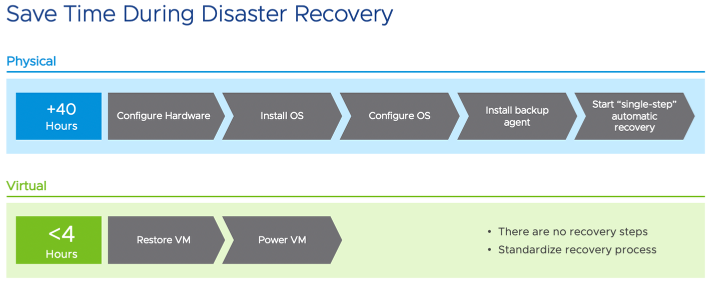 Save Time During Disaster Recovery
Physical
+40
Hours
Configure Hardware
Install OS
Configure OS
Install backup
agent
Start “single-step”
automatic
recovery
Virtual
<4
Hours
Restore VM
Power VM
• There are no recovery steps
• Standardize recovery process